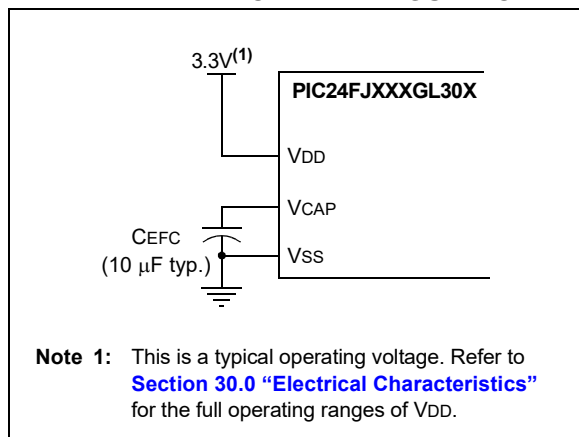 3.3V(1)
PIC24FJXXXGL30X
VDD
VCAP
CEFC
(10 μF typ.)
VSS
Note 1: This is a typical operating voltage. Refer to
Section 30.0 “Electrical Characteristics”
for the full operating ranges of VDD.